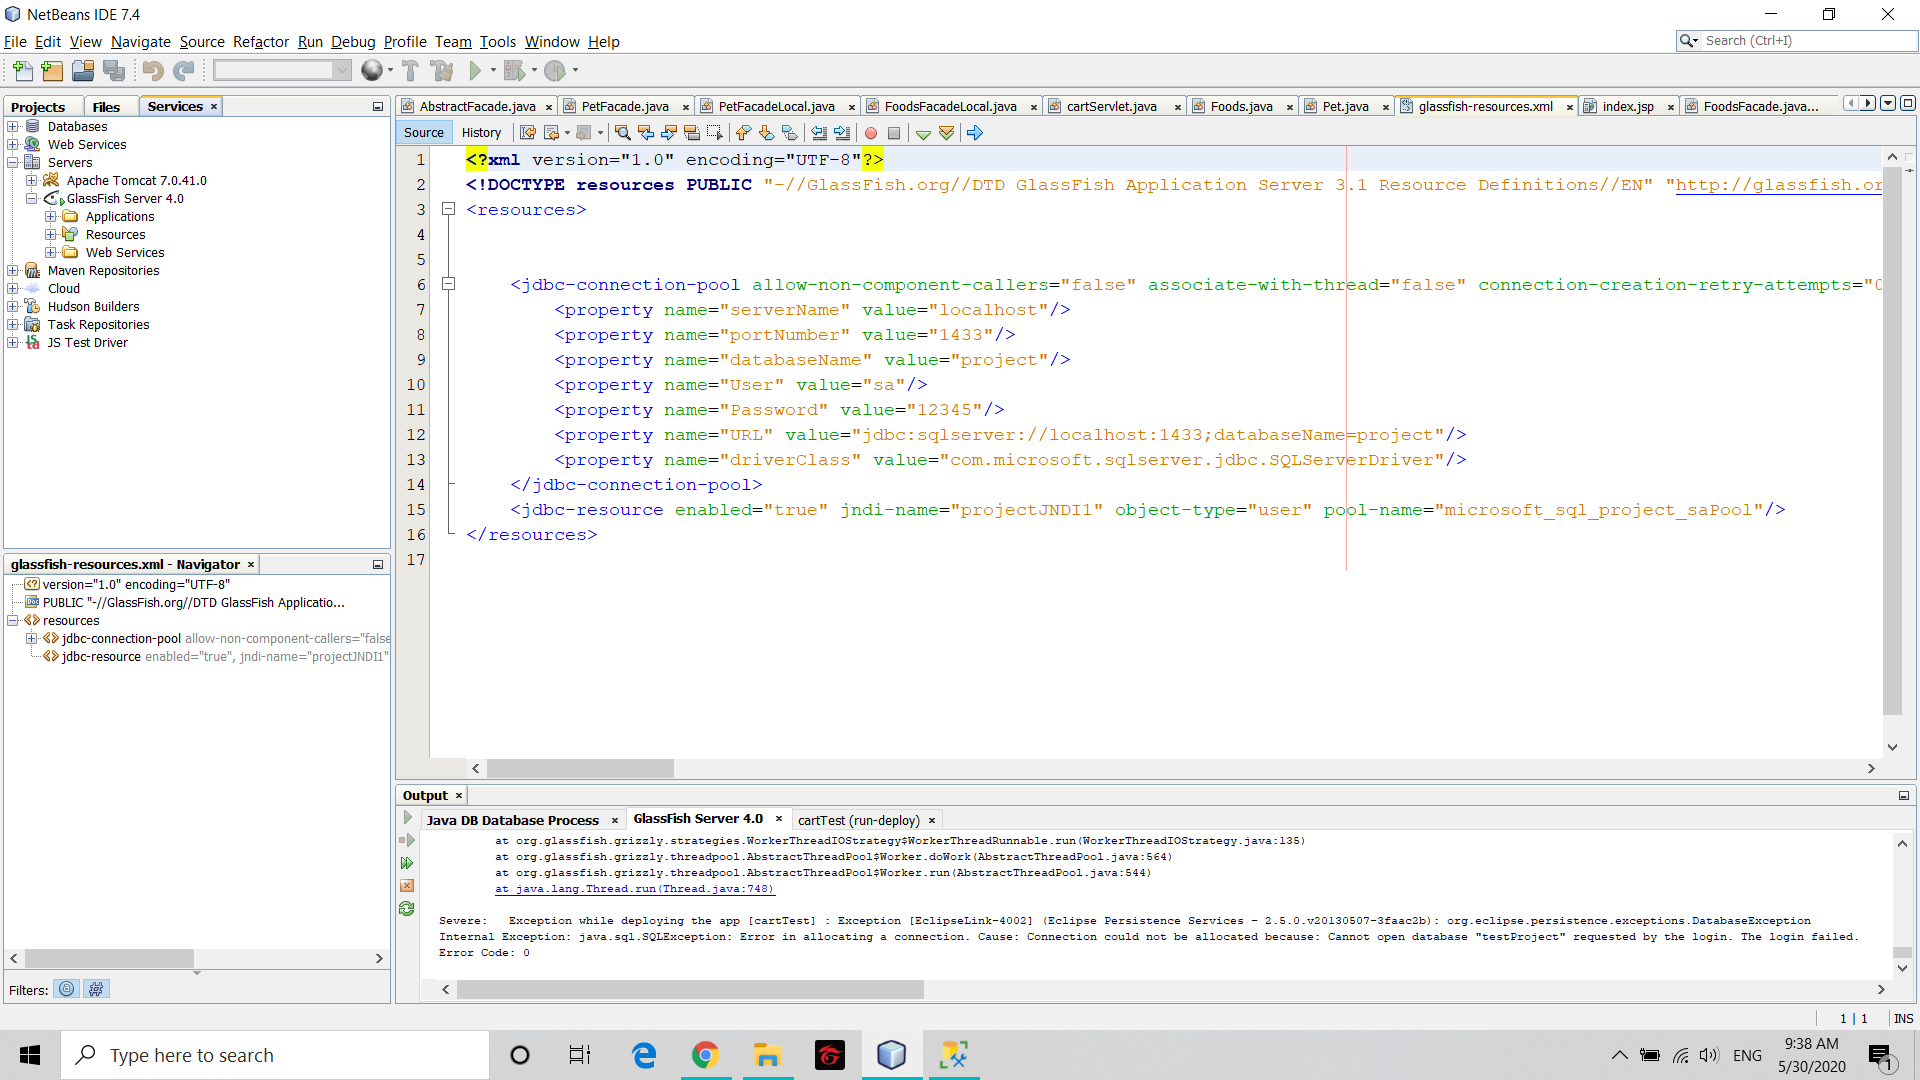 NetBeans IDE 7.4
File Edit View Navigate Source Refactor Run Debug Profile Team Tools Window Help
Search (Ctrl+I)
Projects Files Services
Databases
Web Services
Servers
Apache Tomcat 7.0.41.0
GlassFish Server 4.0
Applications
Resources
Web Services
Maven Repositories
Cloud
Hudson Builders
Task Repositories
JS Test Driver
glassfish-resources.xml - Navigator
version="1.0" encoding="UTF-8"
PUBLIC "-//GlassFish.org//DTD GlassFish Applicatio...
resources
jdbc-connection-pool allow-non-component-callers="false
jdbc-resource enabled="true", jndi-name="projectJNDI1"
Filters:
AbstractFacade.java PetFacade.java PetFacadeLocal.java FoodsFacadeLocal.java cartServlet.java Foods.java Pet.java glassfish-resources.xml index.jsp FoodsFacade.java...
Source History
1 <?xml version="1.0" encoding="UTF-8"?>
2 <!DOCTYPE resources PUBLIC "-//GlassFish.org//DTD GlassFish Application Server 3.1 Resource Definitions//EN" "http://glassfish.or
3 <resources>
4
5
6 <jdbc-connection-pool allow-non-component-callers="false" associate-with-thread="false" connection-creation-retry-attempts="0
7 <property name="serverName" value="localhost"/>
8 <property name="portNumber" value="1433"/>
9 <property name="databaseName" value="project"/>
10 <property name="User" value="sa"/>
11 <property name="Password" value="12345"/>
12 <property name="URL" value="jdbc:sqlserver://localhost:1433;databaseName=project"/>
13 <property name="driverClass" value="com.microsoft.sqlserver.jdbc.SQLServerDriver"/>
14 </jdbc-connection-pool>
15 <jdbc-resource enabled="true" jndi-name="projectJNDI1" object-type="user" pool-name="microsoft_sql_project_saPool"/>
16 </resources>
17
Output
Java DB Database Process GlassFish Server 4.0 cartTest (run-deploy)
at org.glassfish.grizzly.strategies.WorkerThreadIOStrategy$WorkerThreadRunnable.run(WorkerThreadIOStrategy.java:135)
at org.glassfish.grizzly.threadpool.AbstractThreadPool$Worker.doWork(AbstractThreadPool.java:564)
at org.glassfish.grizzly.threadpool.AbstractThreadPool$Worker.run(AbstractThreadPool.java:544)
at java.lang.Thread.run(Thread.java:748)
Severe: Exception while deploying the app [cartTest] : Exception [EclipseLink-4002] (Eclipse Persistence Services - 2.5.0.v20130507-3faac2b): org.eclipse.persistence.exceptions.DatabaseException
Internal Exception: java.sql.SQLException: Error in allocating a connection. Cause: Connection could not be allocated because: Cannot open database "testProject" requested by the login. The login failed.
Error Code: 0
1 | 1 INS
Type here to search
ENG
9:38 AM
5/30/2020
1